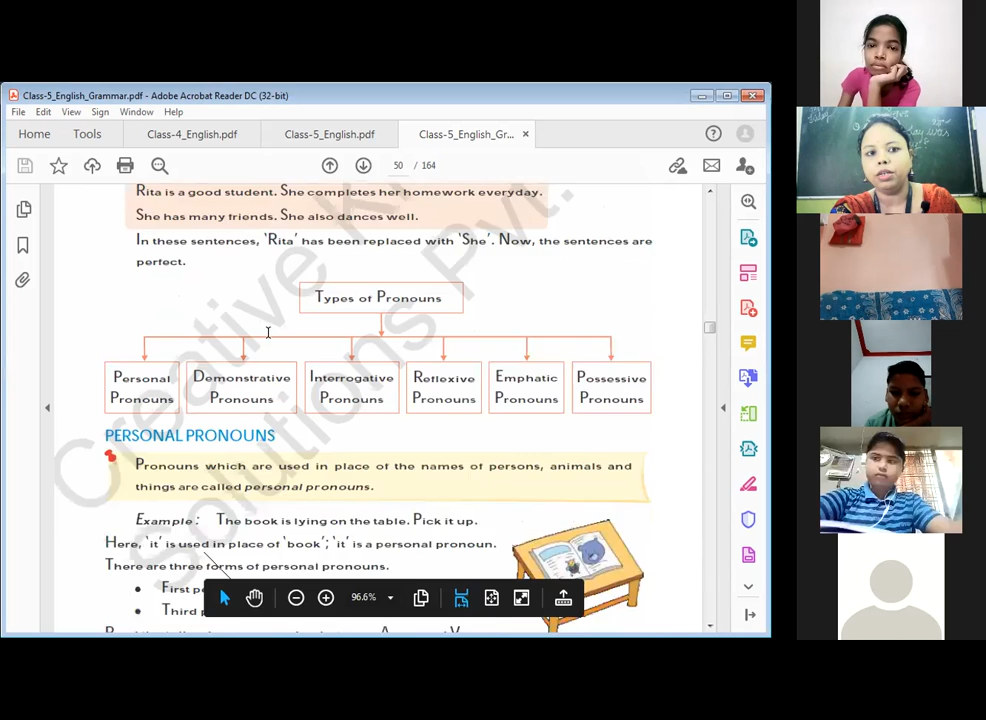 Class-5_English_Grammar.pdf - Adobe Acrobat Reader DC (32-bit)
File Edit View Sign Window Help
Home Tools Class-4_English.pdf Class-5_English.pdf Class-5_English_Gr...
50 / 164
Rita is a good student. She completes her homework everyday.
She has many friends. She also dances well.
In these sentences, 'Rita' has been replaced with 'She'. Now, the sentences are
perfect.
Types of Pronouns
Personal Pronouns
Demonstrative Pronouns
Interrogative Pronouns
Reflexive Pronouns
Emphatic Pronouns
Possessive Pronouns
PERSONAL PRONOUNS
Pronouns which are used in place of the names of persons, animals and
things are called personal pronouns.
Example : The book is lying on the table. Pick it up.
Here, 'it' is used in place of 'book'; 'it' is a personal pronoun.
There are three forms of personal pronouns.
• First
• Third
96.6%
Creative Kids Solutions Pvt.